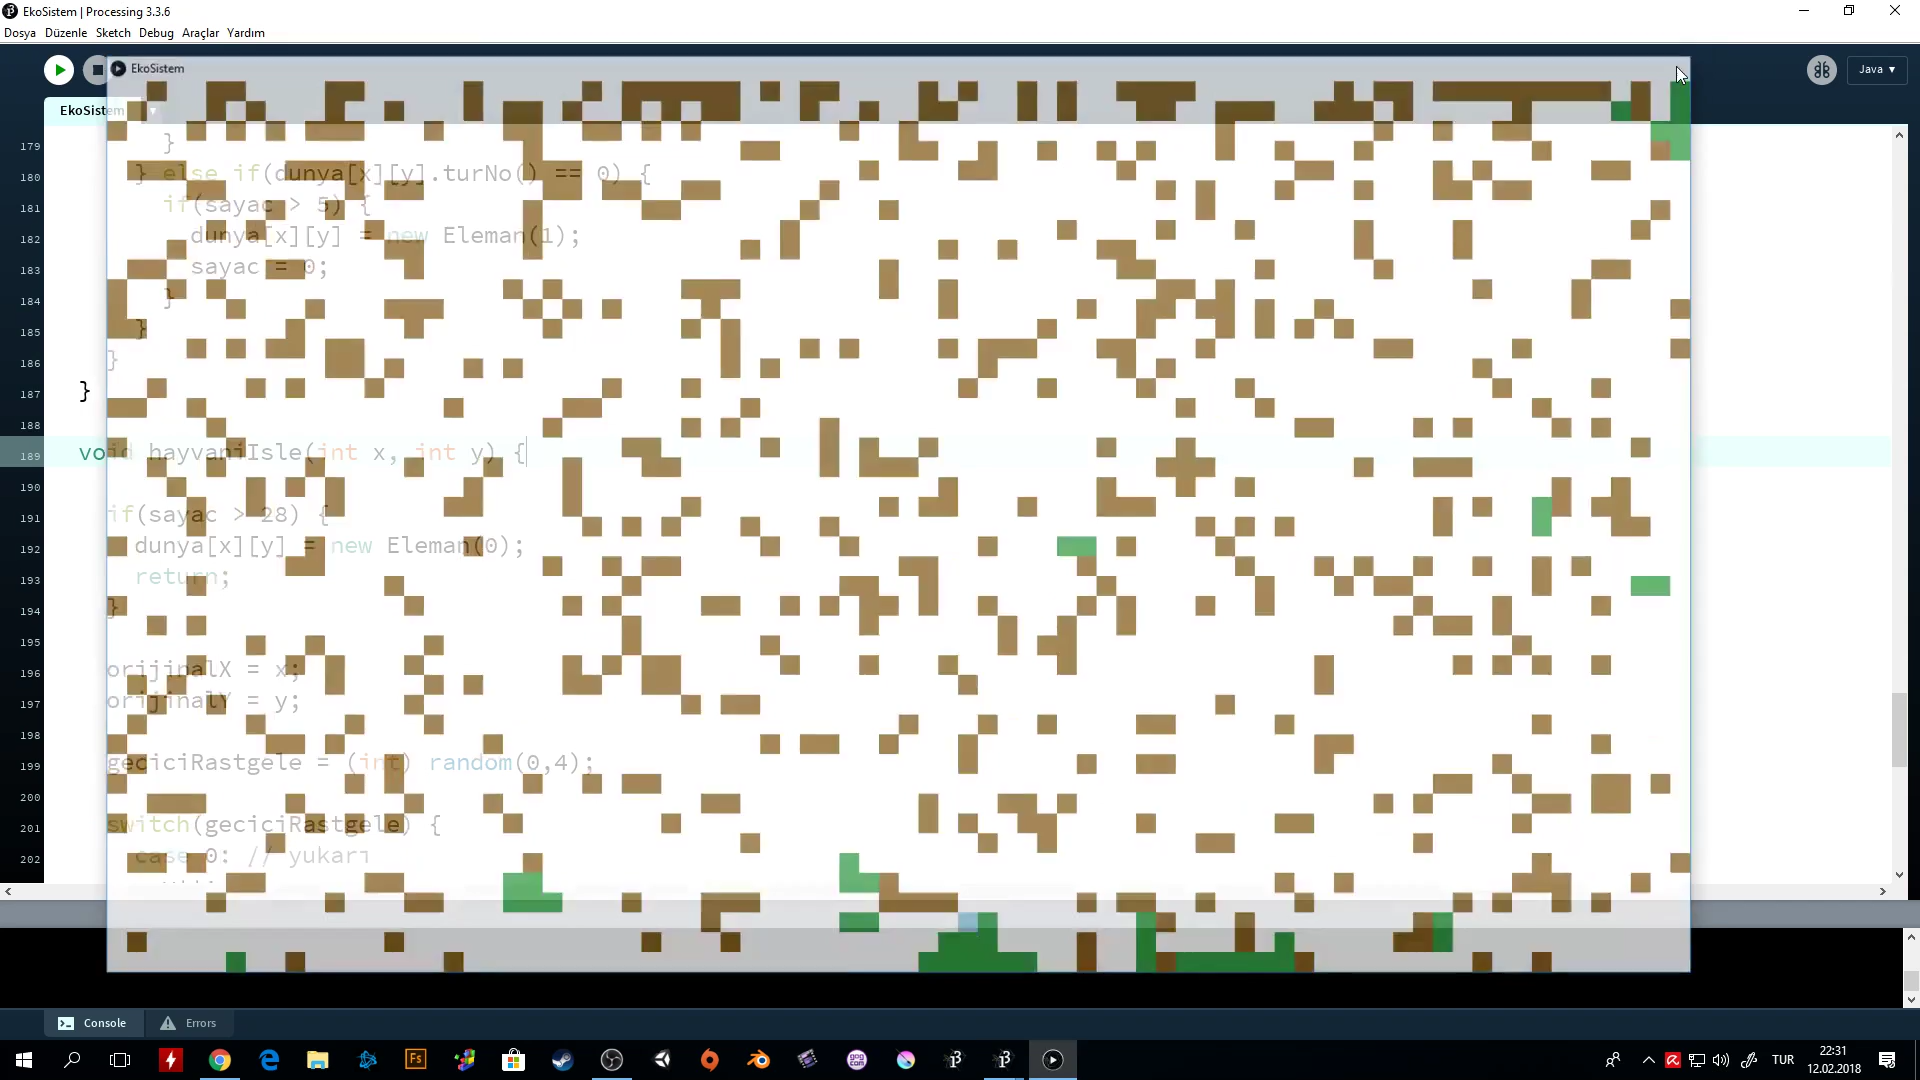 EkoSistem | Processing 3.3.6
Dosya Düzenle Sketch Debug Araçlar Yardım
EkoSistem
Java ▾
EkoSistem
179 }
180 } else if(dunya[x][y].turNo() == 0) {
181 if(sayac > 5) {
182 dunya[x][y] = new Eleman(1);
183 sayac = 0;
184 }
185 }
186 }
187 }
188
189 void hayvaniIsle(int x, int y) {
190
191 if(sayac > 28) {
192 dunya[x][y] = new Eleman(0);
193 return;
194 }
195
196 orijinalX = x;
197 orijinalY = y;
198
199 geciciRastgele = (int) random(0,4);
200
201 switch(geciciRastgele) {
202 case 0: // yukarı
Console Errors
TUR
22:31
12.02.2018